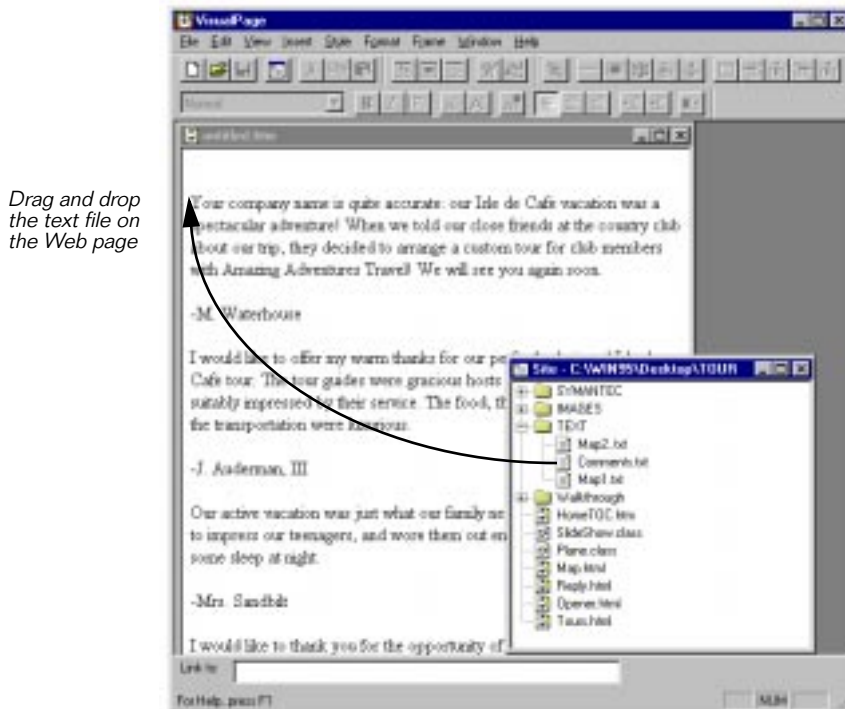 VisualPage
File Edit View Insert Style Format Frame Window Help
Normal
untitled.htm
Drag and drop
the text file on
the Web page
Your company name is quite accurate: our Isle de Cafe vacation was a
spectacular adventure! When we told our close friends at the country club
about our trip, they decided to arrange a custom tour for club members
with Amazing Adventures Travel! We will see you again soon.
-M. Waterhouse
I would like to offer my warm thanks for our
Cafe tour. The tour guides were gracious hosts
suitably impressed by their service. The food,
the transportation were luxurious.
-J. Auderman, III
Our active vacation was just what our family
to impress our teenagers, and wore them out
some sleep at night.
-Mrs. Sandbilt
I would like to thank you for the opportunity of
Site - C:\WIN95\Desktop\TOUR
SYMANTEC
IMAGES
TEXT
Map2.txt
Comments.txt
Map1.txt
Walkthrough
HomeTOC.htm
SlideShow.class
Plane.class
Map.html
Reply.html
Opener.html
Tours.html
Link to:
For Help, press F1
NUM